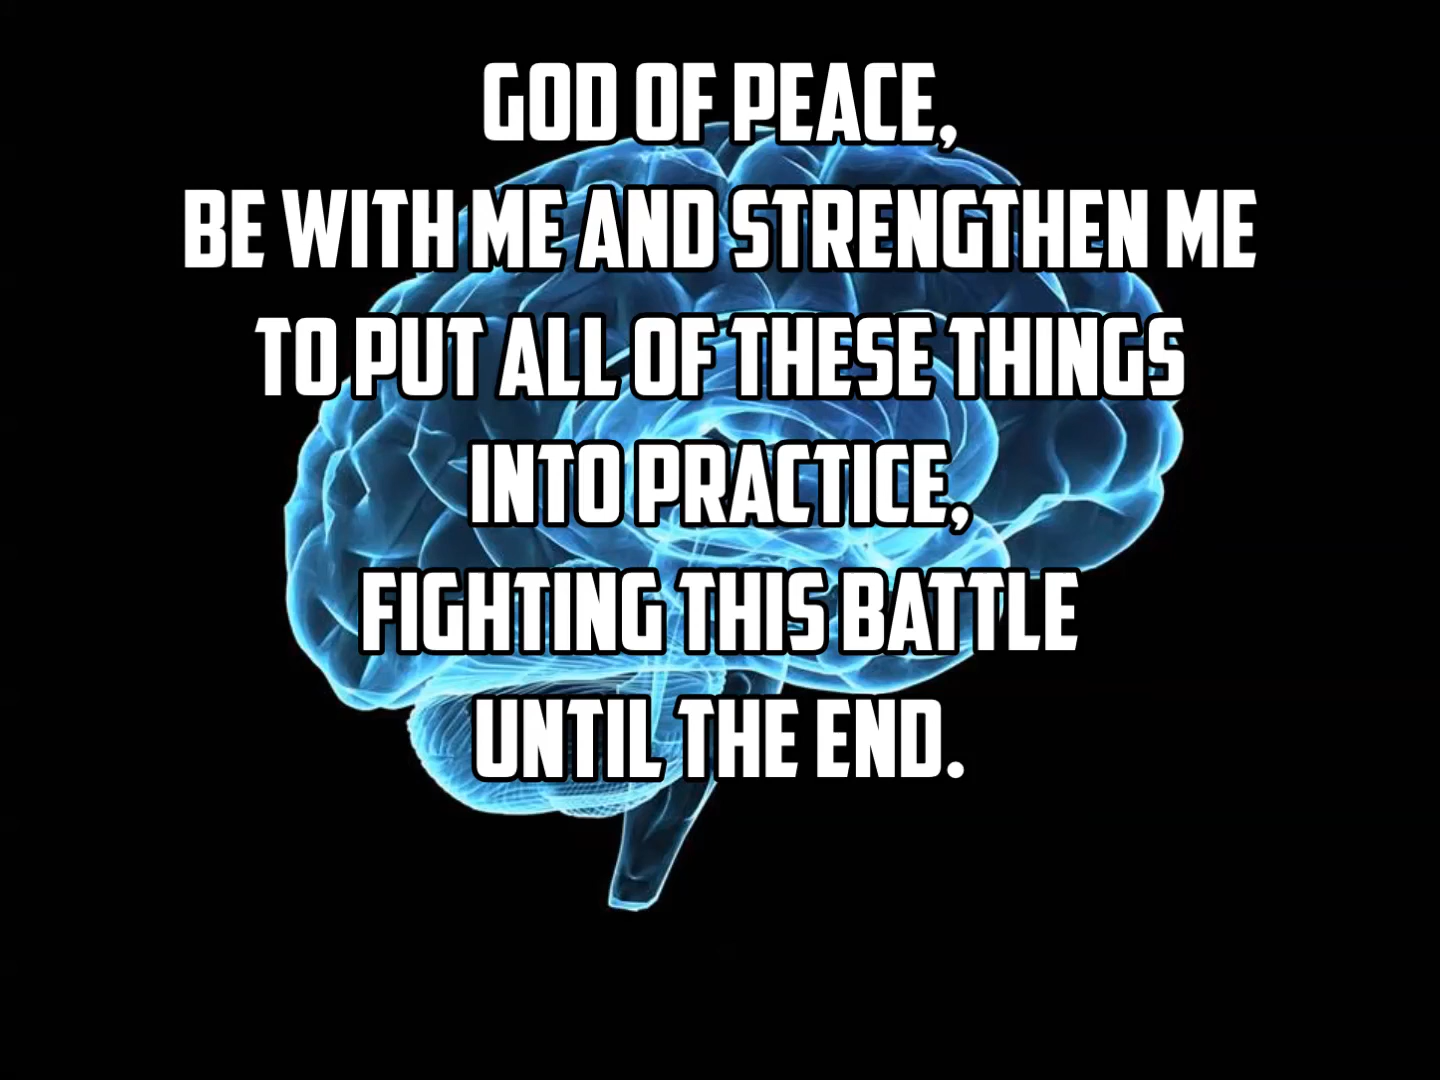 GOD OF PEACE,
BE WITH ME AND STRENGTHEN ME
TO PUT ALL OF THESE THINGS
INTO PRACTICE,
FIGHTING THIS BATTLE
UNTIL THE END.